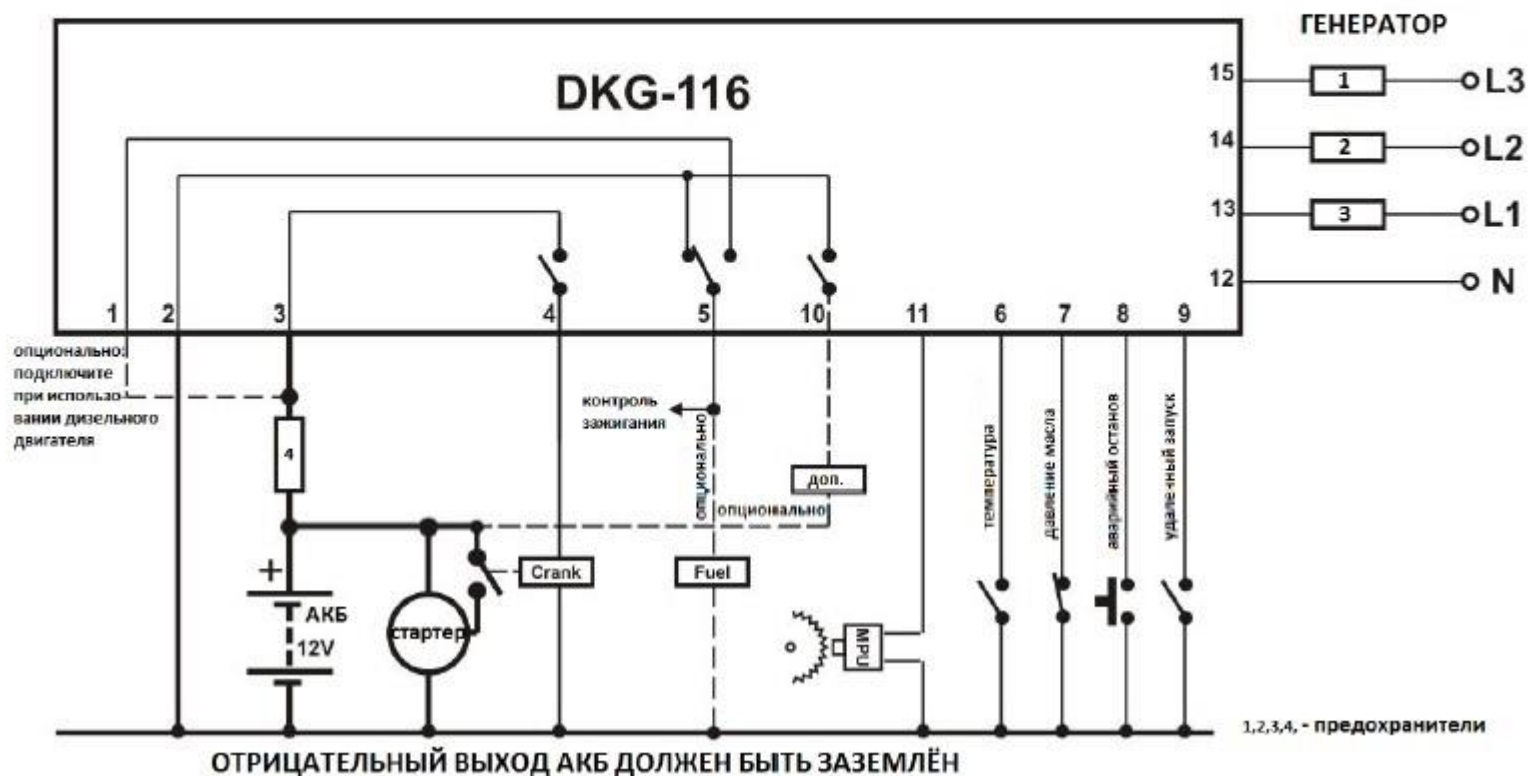 ГЕНЕРАТОР
DKG-116
15
1
L3
14
2
L2
13
3
L1
12
N
1
2
3
4
5
10
11
6
7
8
9
опционально:
подключите
при использо
вании дизельного
двигателя
4
контроль
зажигания
опционально
доп.
опционально
температура
давление масла
аварийный останов
удаленный запуск
+
АКБ
12V
стартер
Crank
Fuel
MPU
1,2,3,4, - предохранители
ОТРИЦАТЕЛЬНЫЙ ВЫХОД АКБ ДОЛЖЕН БЫТЬ ЗАЗЕМЛЁН